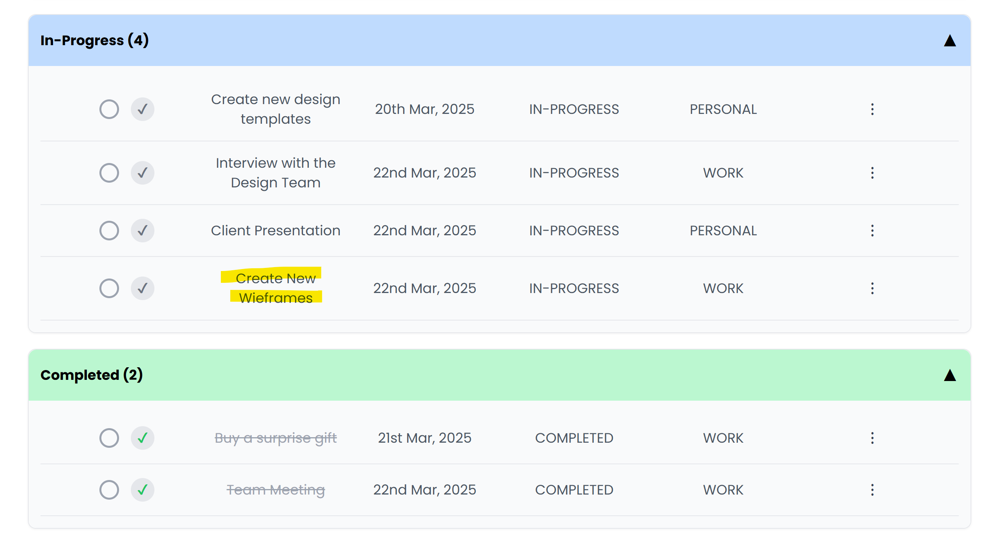 In-Progress (4)
Create new design
templates
20th Mar, 2025
IN-PROGRESS
PERSONAL
Interview with the
Design Team
22nd Mar, 2025
IN-PROGRESS
WORK
Client Presentation
22nd Mar, 2025
IN-PROGRESS
PERSONAL
Create New
Wieframes
22nd Mar, 2025
IN-PROGRESS
WORK
Completed (2)
Buy a surprise gift
21st Mar, 2025
COMPLETED
WORK
Team Meeting
22nd Mar, 2025
COMPLETED
WORK